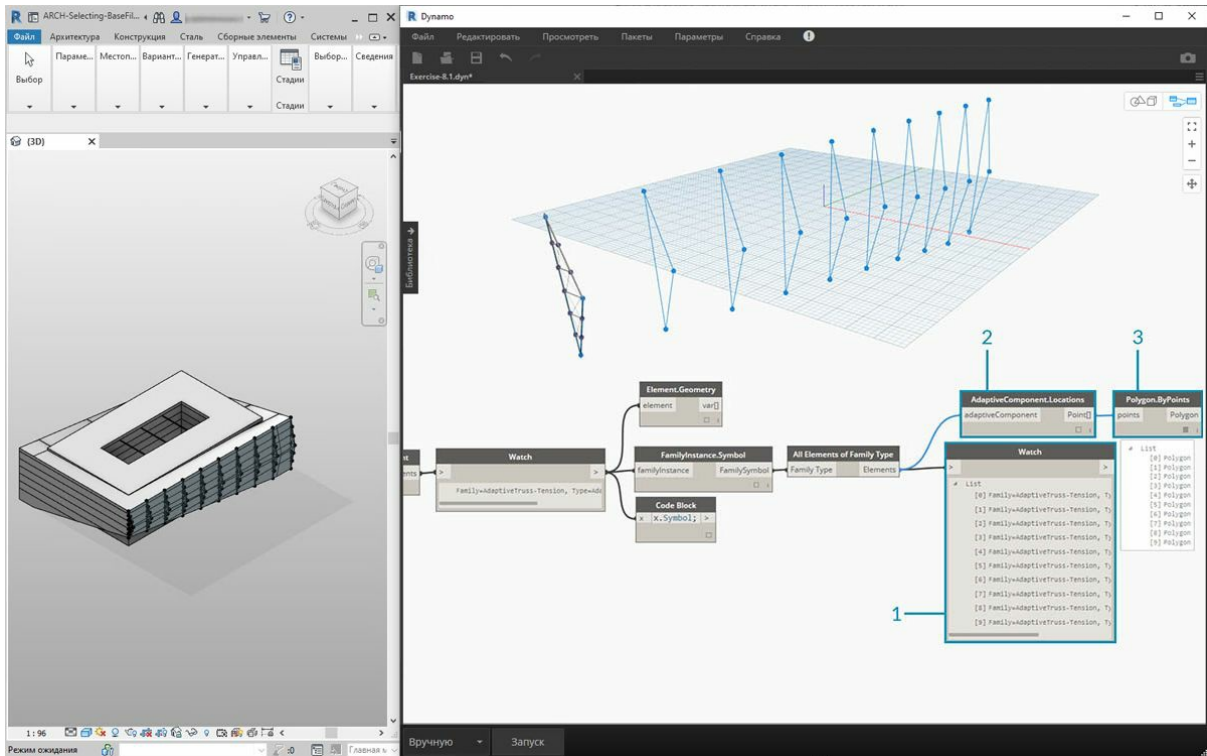 ARCH-Selecting-BaseFil...
Файл Архитектура Конструкция Сталь Сборные элементы Системы
Выбор
Параме... Местоп... Вариант... Генерат... Управл...
Стадии
Выбор... Сведения
Стадии
{3D}
1 : 96
Режим ожидания
:0
Главная м
Dynamo
Файл Редактировать Просмотреть Пакеты Параметры Справка
Exercise-8.1.dyn*
Библиотека
2
3
Element.Geometry
element var[]
AdaptiveComponent.Locations
adaptiveComponent Point[]
Polygon.ByPoints
points Polygon
nt
ents
Watch
> >
Family=AdaptiveTruss-Tension, Type=Ada
FamilyInstance.Symbol
familyInstance FamilySymbol
All Elements of Family Type
Family Type Elements
Code Block
x x.Symbol; >
Watch
> >
List
[0] Family=AdaptiveTruss-Tension, Ty
[1] Family=AdaptiveTruss-Tension, Ty
[2] Family=AdaptiveTruss-Tension, Ty
[3] Family=AdaptiveTruss-Tension, Ty
[4] Family=AdaptiveTruss-Tension, Ty
[5] Family=AdaptiveTruss-Tension, Ty
[6] Family=AdaptiveTruss-Tension, Ty
[7] Family=AdaptiveTruss-Tension, Ty
[8] Family=AdaptiveTruss-Tension, Ty
[9] Family=AdaptiveTruss-Tension, Ty
List
[0] Polygon
[1] Polygon
[2] Polygon
[3] Polygon
[4] Polygon
[5] Polygon
[6] Polygon
[7] Polygon
[8] Polygon
[9] Polygon
1
Вручную Запуск